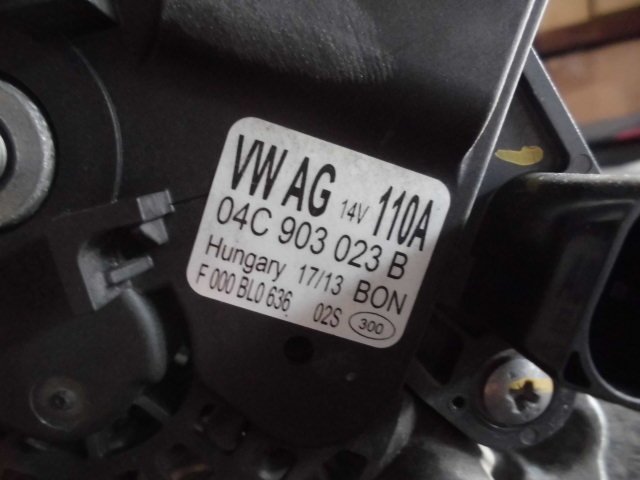 VW AG 14V 110A
04C 903 023 B
Hungary 17/13 BON
F 000 BL0 636 02S 300